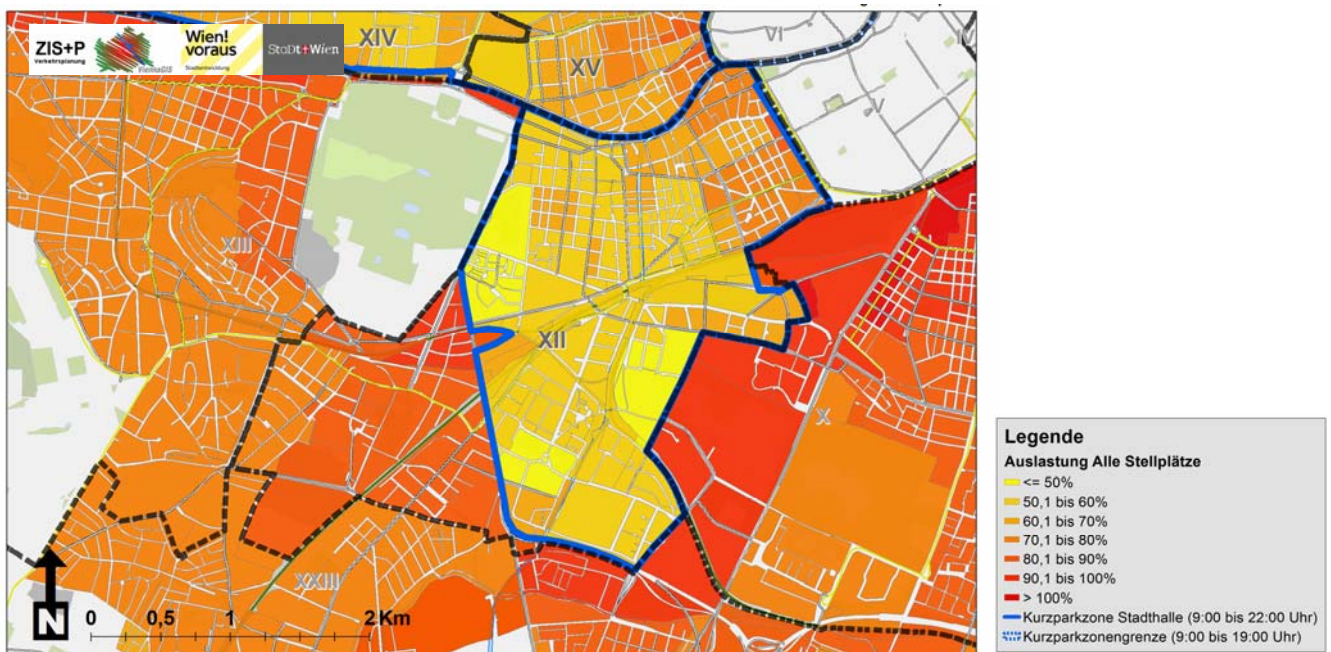 ZIS+P
Verkehrsplanung
ViennaGIS
Wien!
voraus
Stadtentwicklung
StaDt Wien
XIV
XV
VI
V
XIII
XII
X
XXIII
N
0 0,5 1 2 Km
Legende
Auslastung Alle Stellplätze
<= 50%
50,1 bis 60%
60,1 bis 70%
70,1 bis 80%
80,1 bis 90%
90,1 bis 100%
> 100%
Kurzparkzone Stadthalle (9:00 bis 22:00 Uhr)
Kurzparkzonengrenze (9:00 bis 19:00 Uhr)